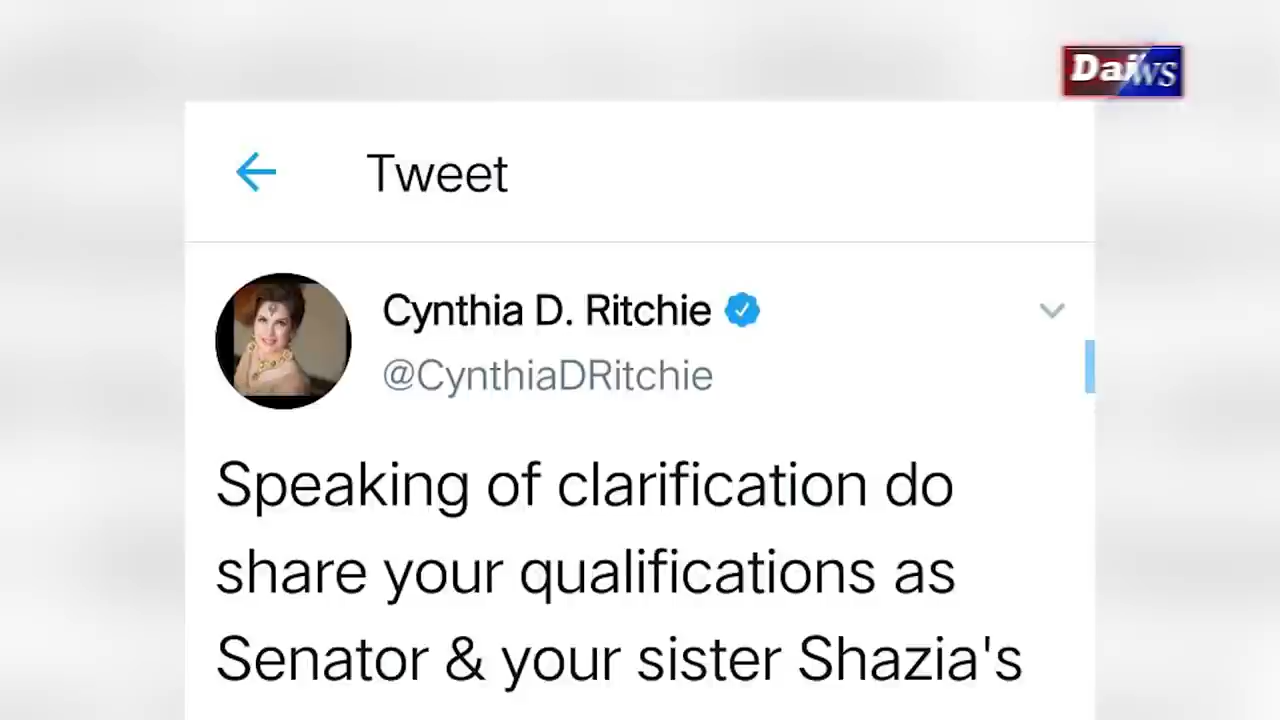 Tweet
Cynthia D. Ritchie
@CynthiaDRitchie
Speaking of clarification do
share your qualifications as
Senator & your sister Shazia's